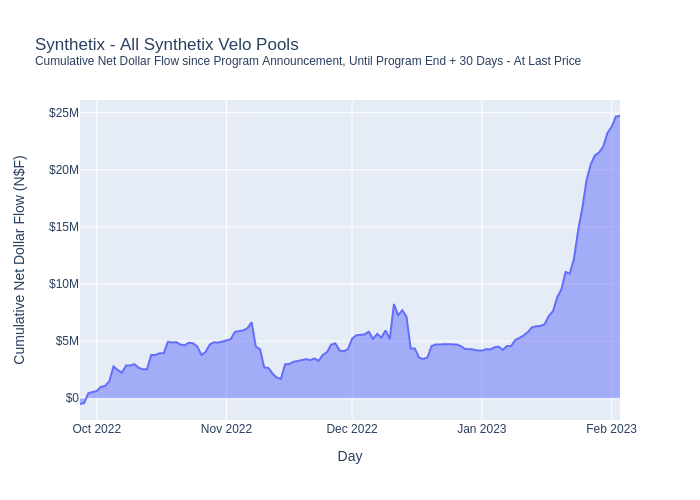 Synthetix - All Synthetix Velo Pools
Cumulative Net Dollar Flow since Program Announcement, Until Program End + 30 Days - At Last Price
Cumulative Net Dollar Flow (N$F)
$25M
$20M
$15M
$10M
$5M
$0
Oct 2022
Nov 2022
Dec 2022
Jan 2023
Feb 2023
Day